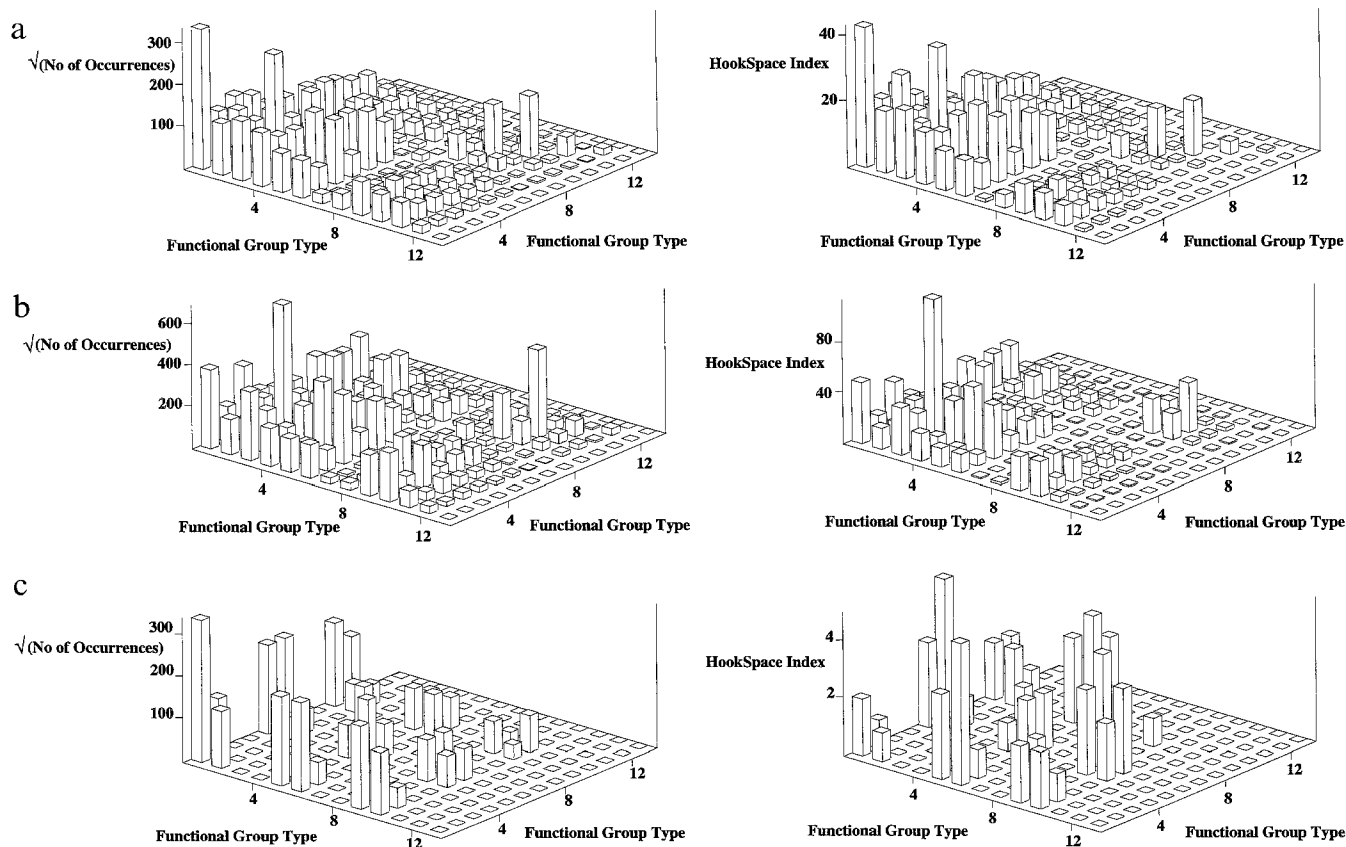 a
300
√(No of Occurrences)
200
100
4
8
12
Functional Group Type
4
8
12
Functional Group Type
40
HookSpace Index
20
4
8
12
Functional Group Type
4
8
12
Functional Group Type
b
600
√(No of Occurrences)
400
200
4
8
12
Functional Group Type
4
8
12
Functional Group Type
80
HookSpace Index
40
4
8
12
Functional Group Type
4
8
12
Functional Group Type
c
300
√(No of Occurrences)
200
100
4
8
12
Functional Group Type
4
8
12
Functional Group Type
4
HookSpace Index
2
4
8
12
Functional Group Type
4
8
12
Functional Group Type